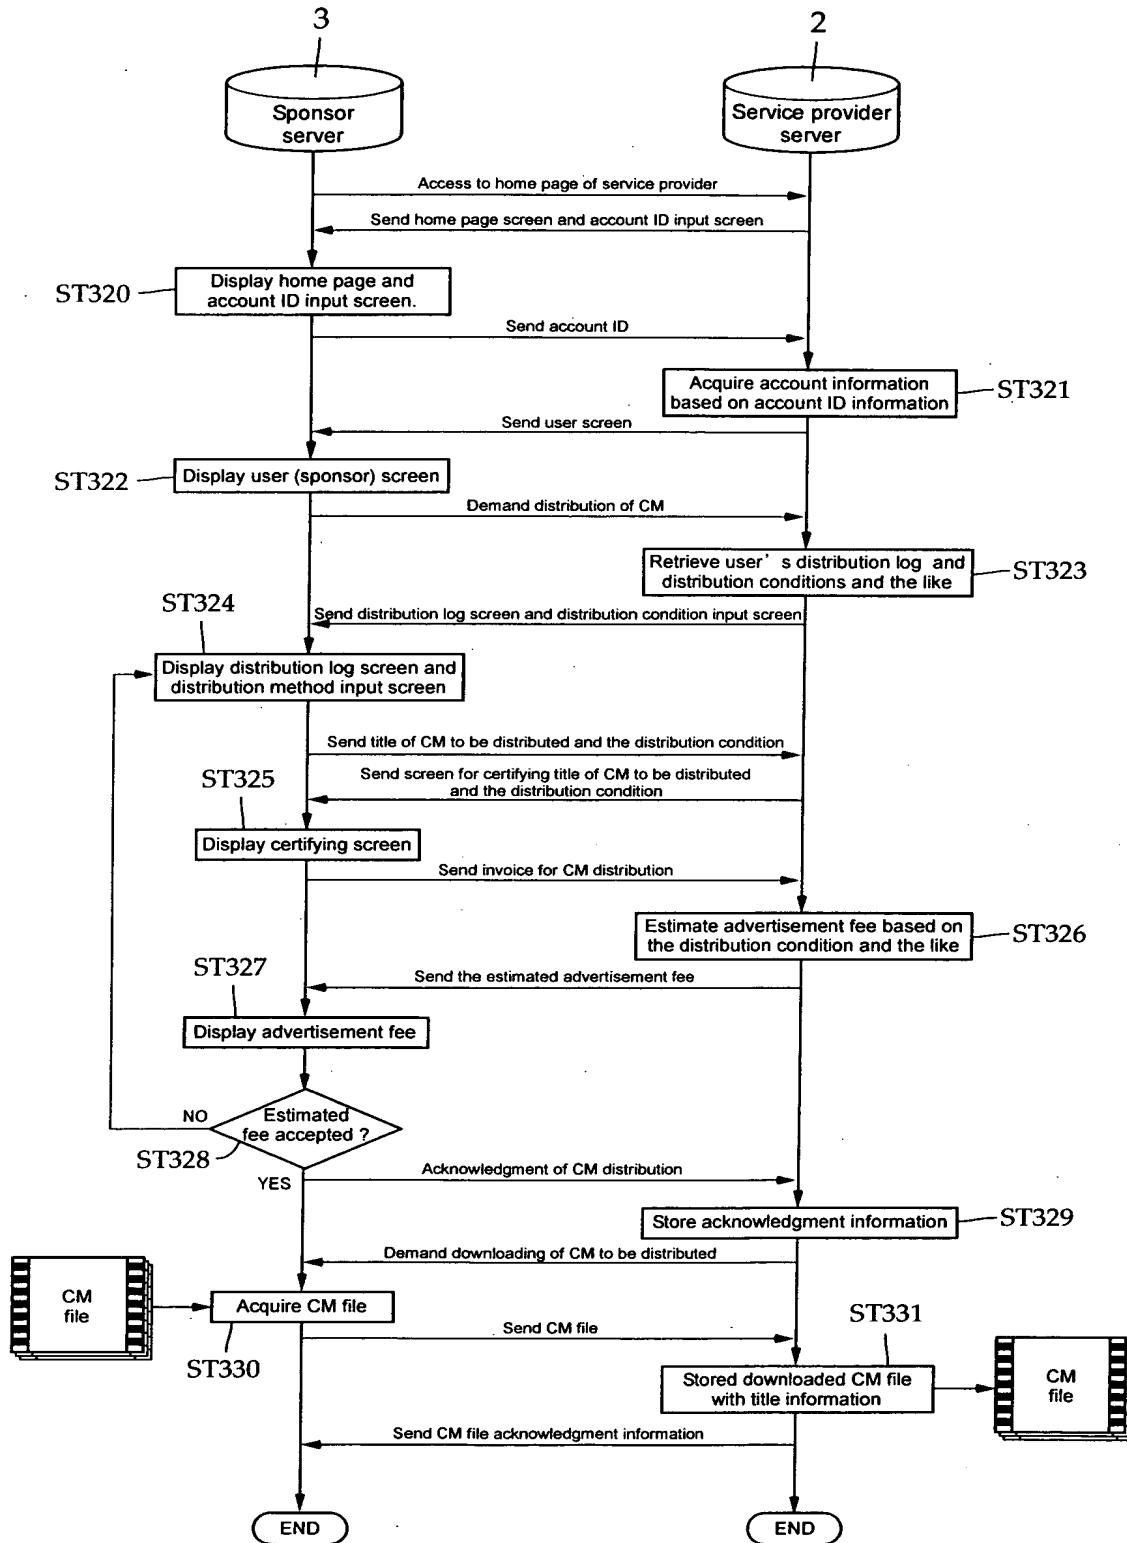 3
2
Sponsor
server
Service provider
server
Access to home page of service provider
Send home page screen and account ID input screen
ST320
Display home page and
account ID input screen.
Send account ID
Acquire account information
based on account ID information
ST321
Send user screen
ST322
Display user (sponsor) screen
Demand distribution of CM
Retrieve user's distribution log and
distribution conditions and the like
ST323
ST324
Send distribution log screen and distribution condition input screen
Display distribution log screen and
distribution method input screen
Send title of CM to be distributed and the distribution condition
ST325
Send screen for certifying title of CM to be distributed
and the distribution condition
Display certifying screen
Send invoice for CM distribution
Estimate advertisement fee based on
the distribution condition and the like
ST326
ST327
Send the estimated advertisement fee
Display advertisement fee
NO
Estimated
fee accepted ?
ST328
YES
Acknowledgment of CM distribution
Store acknowledgment information
ST329
Demand downloading of CM to be distributed
CM
file
Acquire CM file
ST330
Send CM file
ST331
Stored downloaded CM file
with title information
CM
file
Send CM file acknowledgment information
END
END